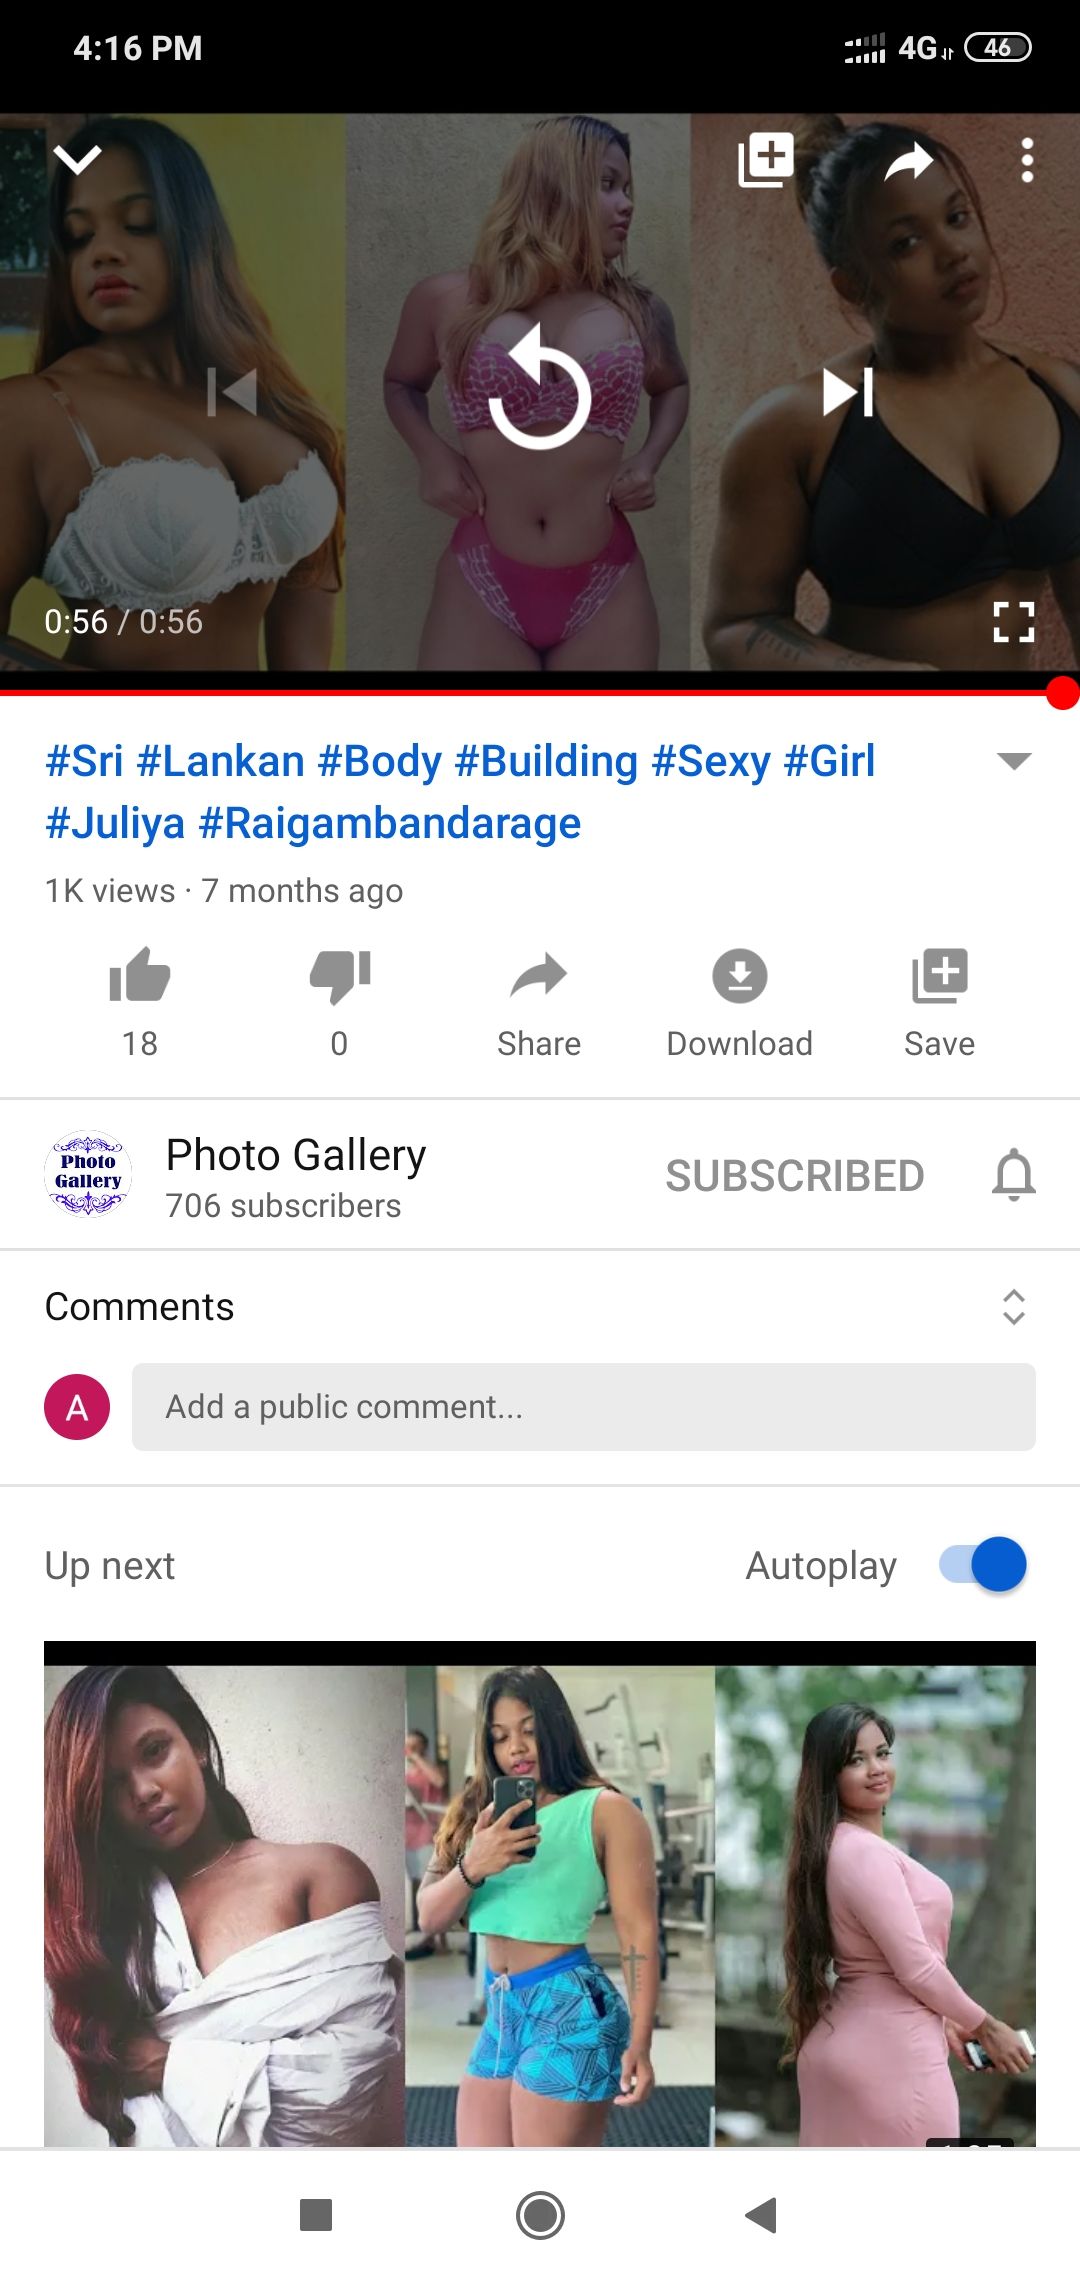 4:16 PM
4G
46
0:56 / 0:56
#Sri #Lankan #Body #Building #Sexy #Girl
#Juliya #Raigambandarage
1K views · 7 months ago
18
0
Share
Download
Save
Photo
Gallery
Photo Gallery
706 subscribers
SUBSCRIBED
Comments
A
Add a public comment...
Up next
Autoplay